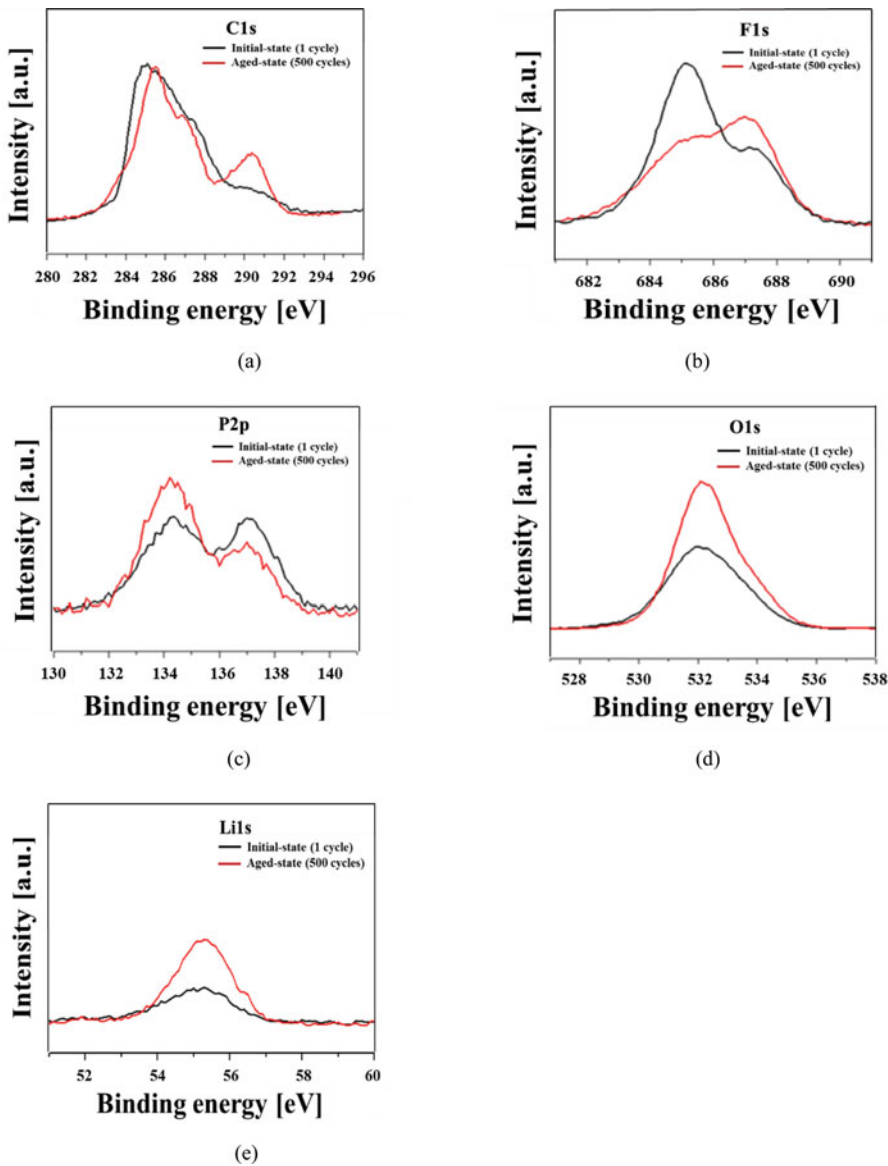 C1s
Initial-state (1 cycle)
Aged-state (500 cycles)
Intensity [a.u.]
280 282 284 286 288 290 292 294 296
Binding energy [eV]
(a)
F1s
Initial-state (1 cycle)
Aged-state (500 cycles)
Intensity [a.u.]
682 684 686 688 690
Binding energy [eV]
(b)
P2p
Initial-state (1 cycle)
Aged-state (500 cycles)
Intensity [a.u.]
130 132 134 136 138 140
Binding energy [eV]
(c)
O1s
Initial-state (1 cycle)
Aged-state (500 cycles)
Intensity [a.u.]
528 530 532 534 536 538
Binding energy [eV]
(d)
Li1s
Initial-state (1 cycle)
Aged-state (500 cycles)
Intensity [a.u.]
52 54 56 58 60
Binding energy [eV]
(e)